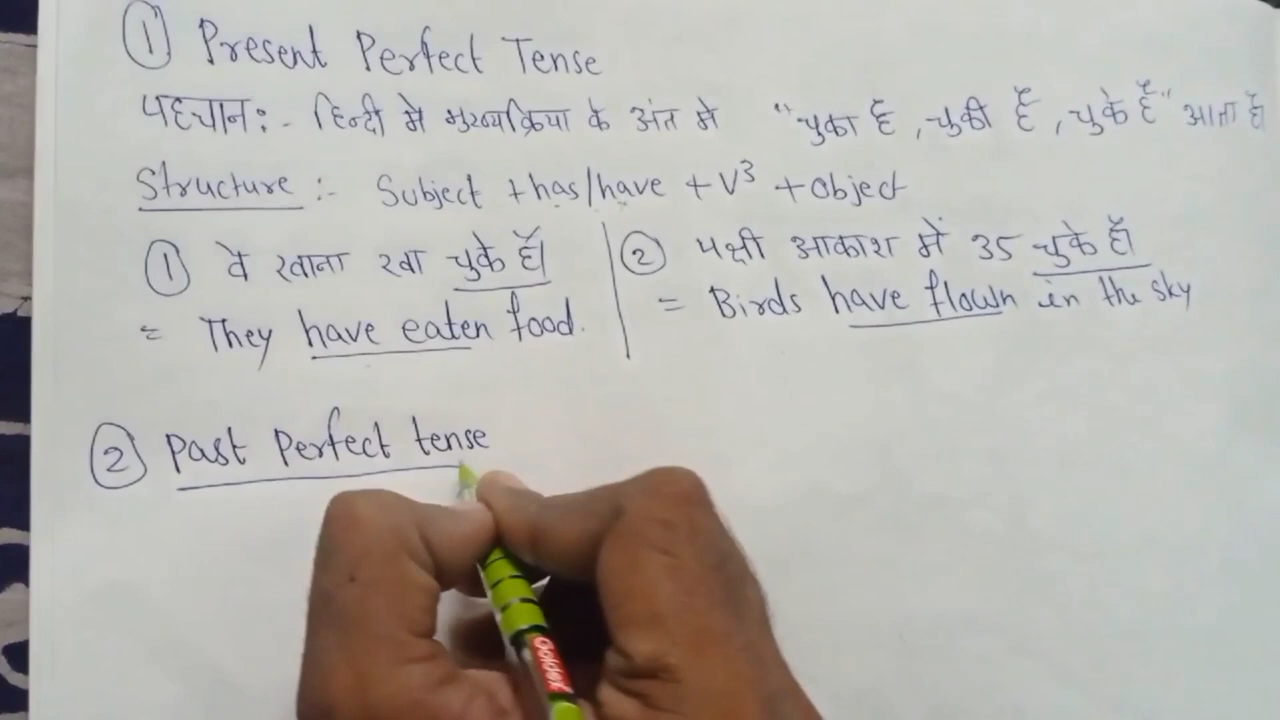 ① Present Perfect Tense
पहचान:- हिन्दी में मुख्यक्रिया के अंत में "चुका है, चुकी है, चुके हैं" आता है
Structure :- Subject + has/have + V³ + Object
① वे खाना खा चुके हैं।
= They have eaten food.
② पक्षी आकाश में उड़ चुके हैं।
= Birds have flown in the sky
② Past Perfect tense
Goldex